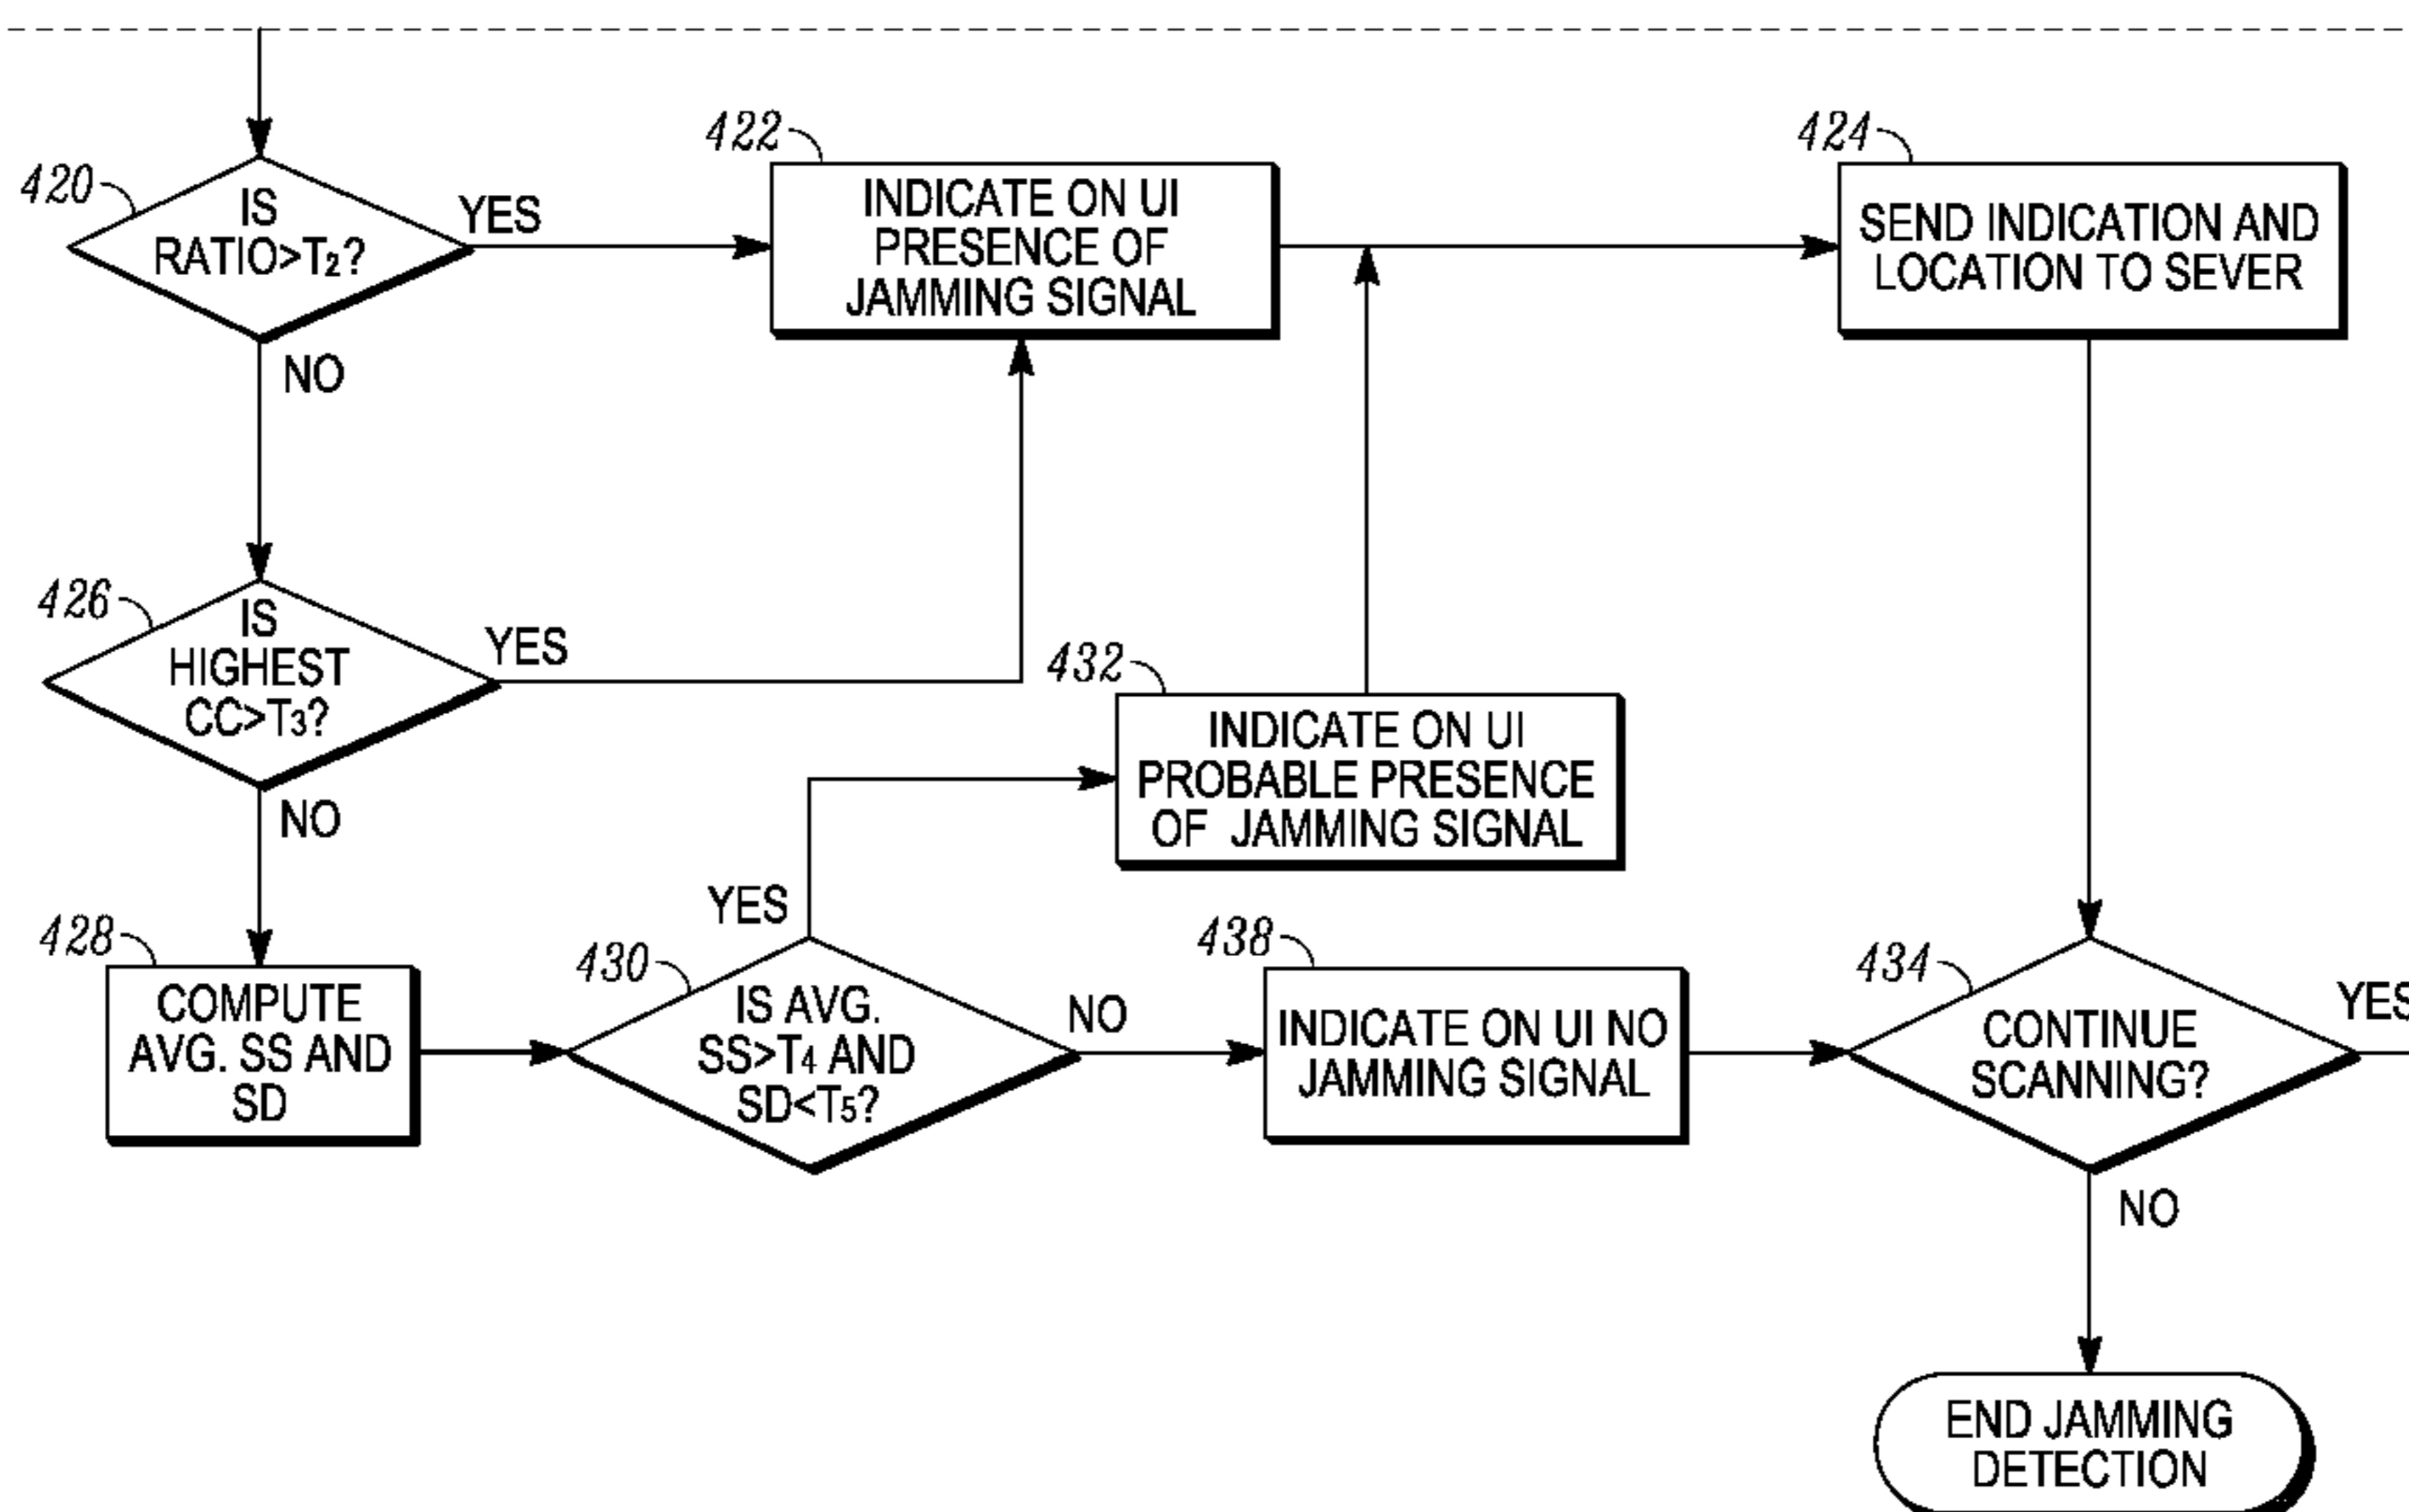 420
IS
RATIO>T2?
YES
NO
422
INDICATE ON UI
PRESENCE OF
JAMMING SIGNAL
424
SEND INDICATION AND
LOCATION TO SEVER
426
IS
HIGHEST
CC>T3?
YES
NO
432
INDICATE ON UI
PROBABLE PRESENCE
OF JAMMING SIGNAL
428
COMPUTE
AVG. SS AND
SD
430
IS AVG.
SS>T4 AND
SD<T5?
YES
NO
438
INDICATE ON UI NO
JAMMING SIGNAL
434
CONTINUE
SCANNING?
YES
NO
END JAMMING
DETECTION